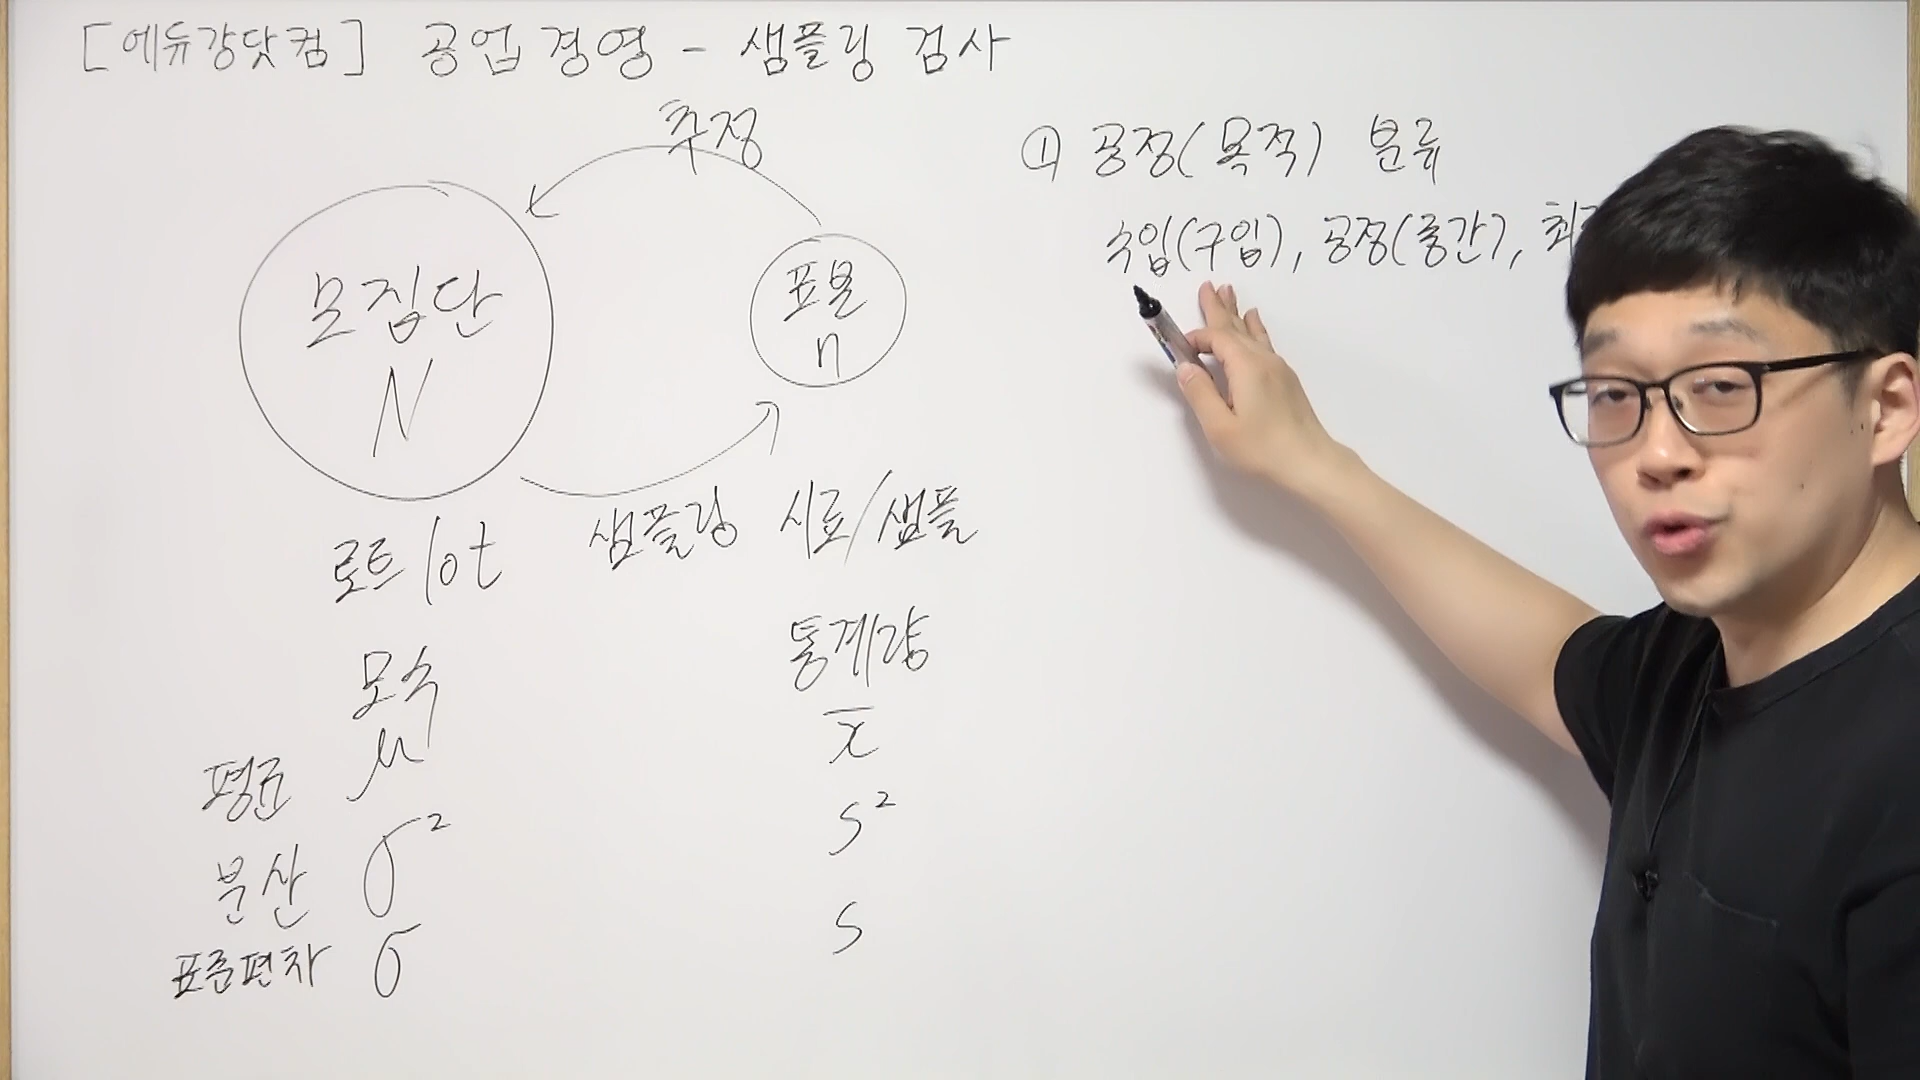 [에듀강닷컴] 공업경영 - 샘플링 검사
추정
모집단
N
표본
n
로트 lot
샘플링
시료/샘플
모수
통계량
평균 μ x̄
분산 σ² s²
표준편차 σ s
① 공정(목적) 분류
수입(구입), 공정(중간),